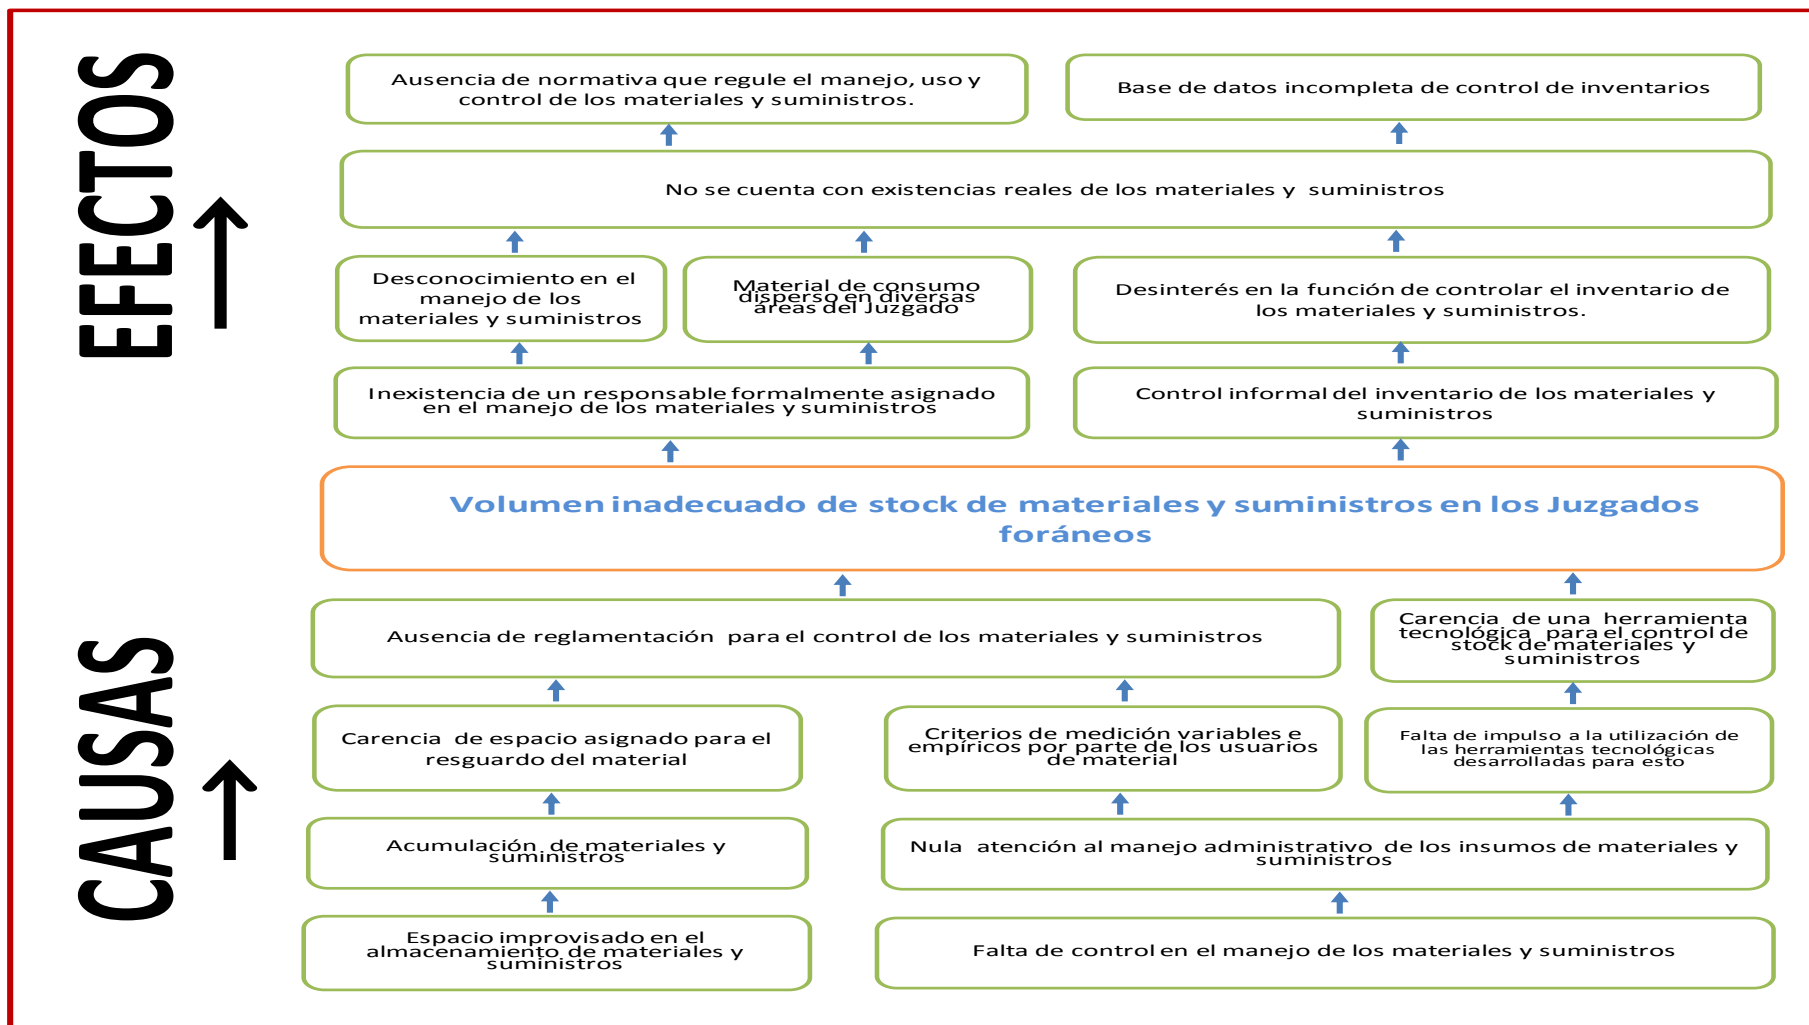 EFECTOS
Ausencia de normativa que regule el manejo, uso y
control de los materiales y suministros.
Base de datos incompleta de control de inventarios
No se cuenta con existencias reales de los materiales y suministros
Desconocimiento en el
manejo de los
materiales y suministros
Material de consumo
disperso en diversas
áreas del Juzgado
Desinterés en la función de controlar el inventario de
los materiales y suministros.
Inexistencia de un responsable formalmente asignado
en el manejo de los materiales y suministros
Control informal del inventario de los materiales y
suministros
Volumen inadecuado de stock de materiales y suministros en los Juzgados
foráneos
CAUSAS
Ausencia de reglamentación para el control de los materiales y suministros
Carencia de una herramienta
tecnológica para el control de
stock de materiales y
suministros
Carencia de espacio asignado para el
resguardo del material
Criterios de medición variables e
empíricos por parte de los usuarios
de material
Falta de impulso a la utilización de
las herramientas tecnológicas
desarrolladas para esto
Acumulación de materiales y
suministros
Nula atención al manejo administrativo de los insumos de materiales y
suministros
Espacio improvisado en el
almacenamiento de materiales y
suministros
Falta de control en el manejo de los materiales y suministros